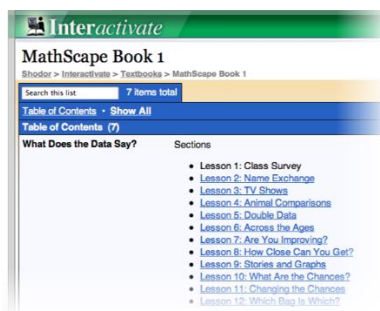 Interactivate
MathScape Book 1
Shodor > Interactivate > Textbooks > MathScape Book 1
Search this list 7 items total
Table of Contents • Show All
Table of Contents (7)
What Does the Data Say? Sections
• Lesson 1: Class Survey
• Lesson 2: Name Exchange
• Lesson 3: TV Shows
• Lesson 4: Animal Comparisons
• Lesson 5: Double Data
• Lesson 6: Across the Ages
• Lesson 7: Are You Improving?
• Lesson 8: How Close Can You Get?
• Lesson 9: Stories and Graphs
• Lesson 10: What Are the Chances?
• Lesson 11: Changing the Chances
• Lesson 12: Which Bag Is Which?